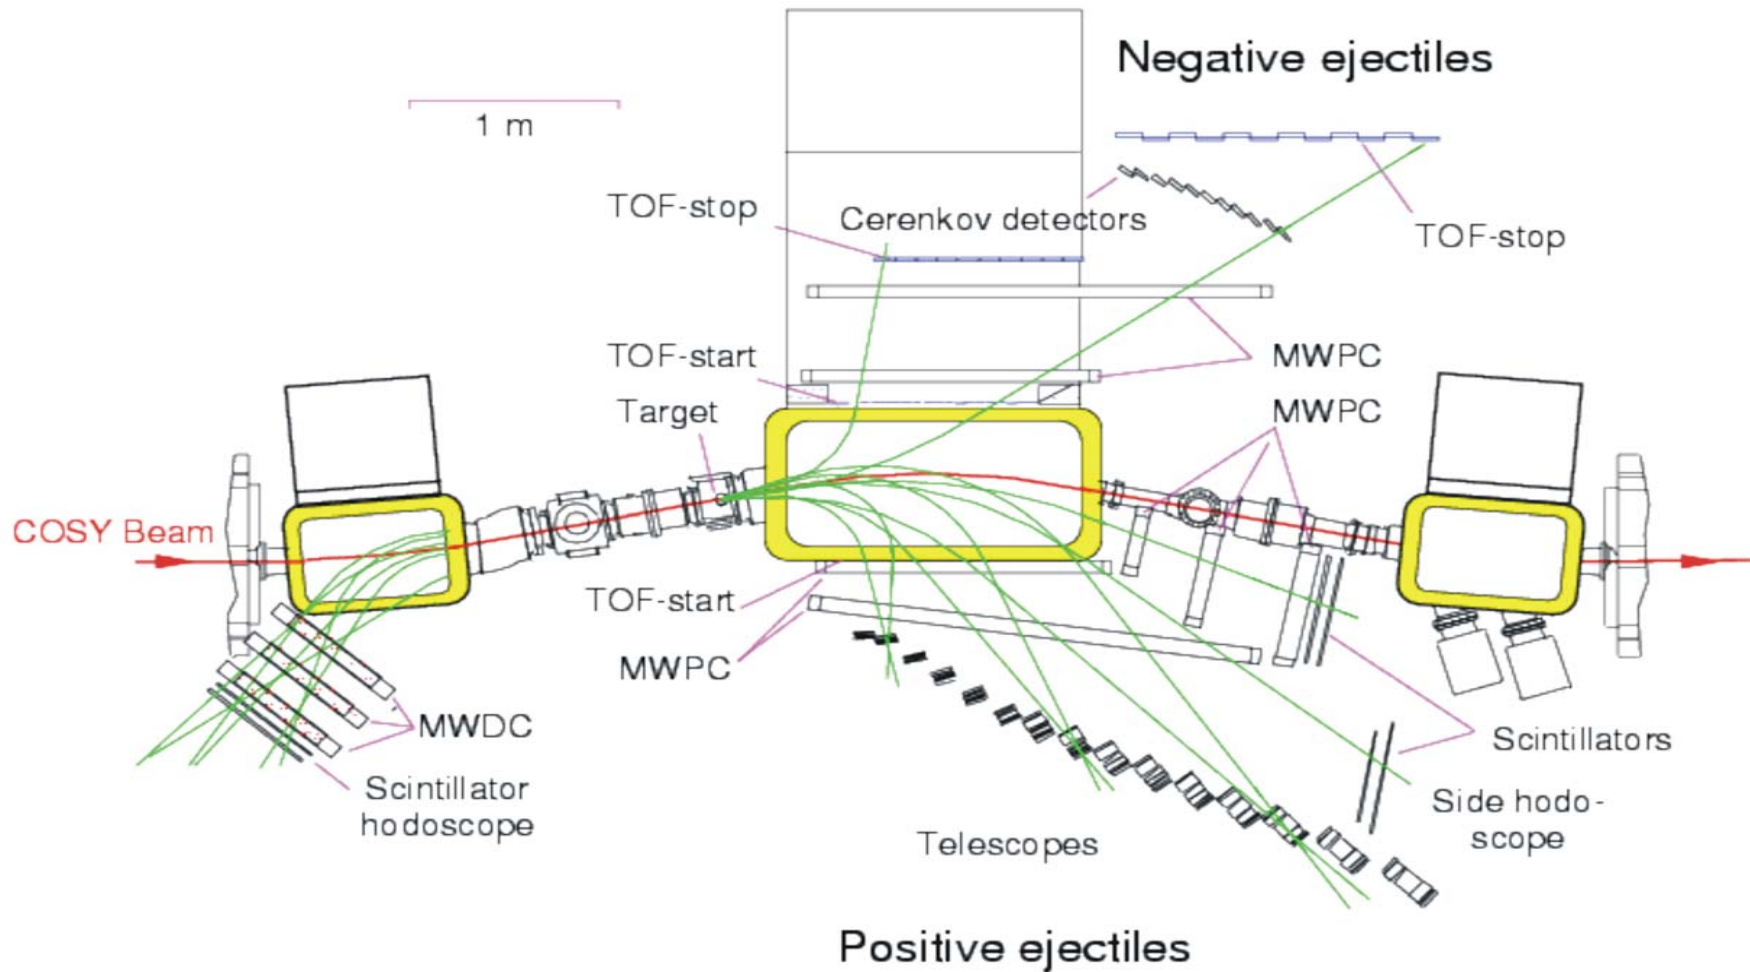 Negative ejectiles
1 m
TOF-stop
Cerenkov detectors
TOF-stop
TOF-start
MWPC
Target
MWPC
COSY Beam
TOF-start
MWPC
MWDC
Scintillators
Scintillator
hodoscope
Side hodo-
scope
Telescopes
Positive ejectiles